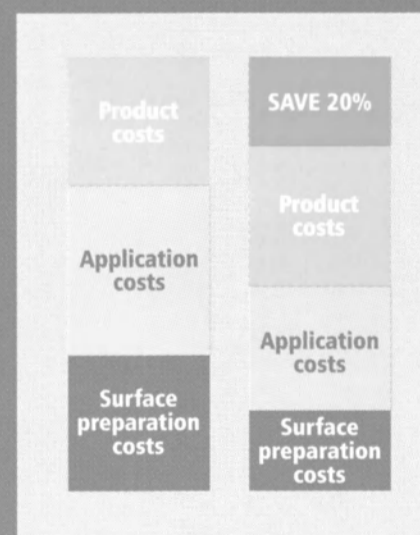 Product
costs
Application
costs
Surface
preparation
costs
SAVE 20%
Product
costs
Application
costs
Surface
preparation
costs